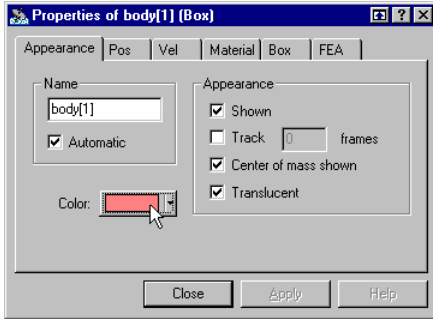 Properties of body[1] (Box)
Appearance Pos Vel Material Box FEA
Name
body[1]
Automatic
Color:
Appearance
Shown
Track 0 frames
Center of mass shown
Translucent
Close Apply Help